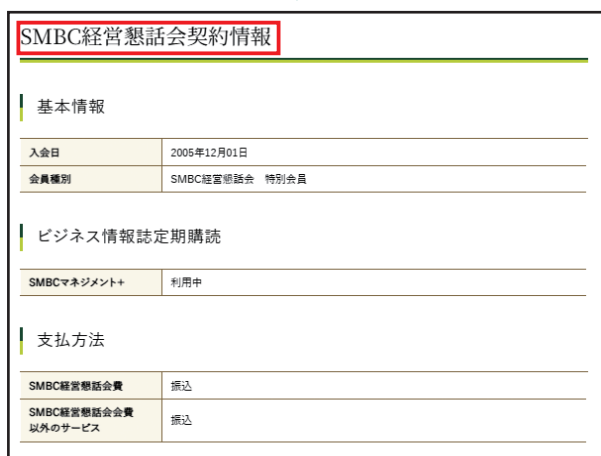 SMBC経営懇話会契約情報
基本情報
入会日 2005年12月01日
会員種別 SMBC経営懇話会 特別会員
ビジネス情報誌定期購読
SMBCマネジメント+ 利用中
支払方法
SMBC経営懇話会費 振込
SMBC経営懇話会会費
以外のサービス 振込